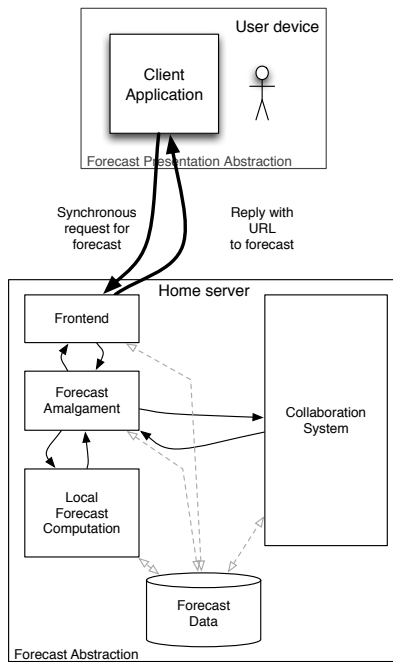 User device
Client
Application
Forecast Presentation Abstraction
Synchronous
request for
forecast
Reply with
URL
to forecast
Home server
Frontend
Forecast
Amalgament
Collaboration
System
Local
Forecast
Computation
Forecast
Data
Forecast Abstraction